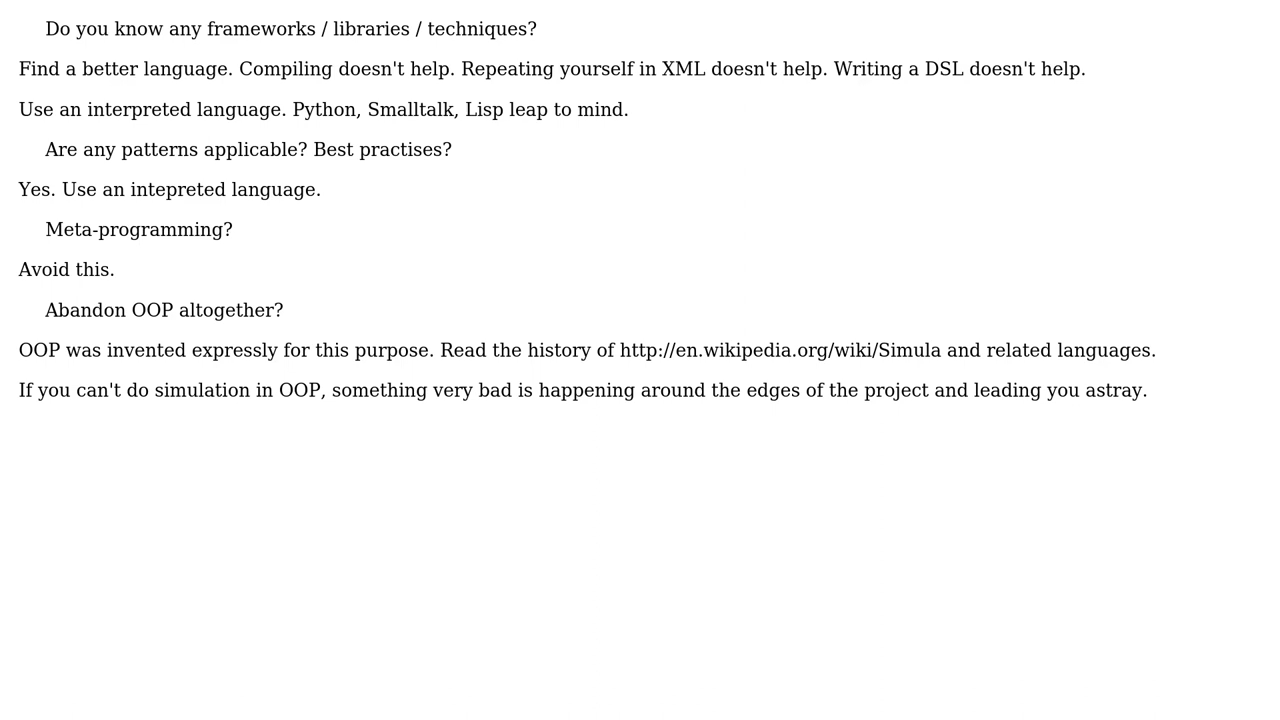 Do you know any frameworks / libraries / techniques?
Find a better language. Compiling doesn't help. Repeating yourself in XML doesn't help. Writing a DSL doesn't help.
Use an interpreted language. Python, Smalltalk, Lisp leap to mind.
Are any patterns applicable? Best practises?
Yes. Use an intepreted language.
Meta-programming?
Avoid this.
Abandon OOP altogether?
OOP was invented expressly for this purpose. Read the history of http://en.wikipedia.org/wiki/Simula and related languages.
If you can't do simulation in OOP, something very bad is happening around the edges of the project and leading you astray.